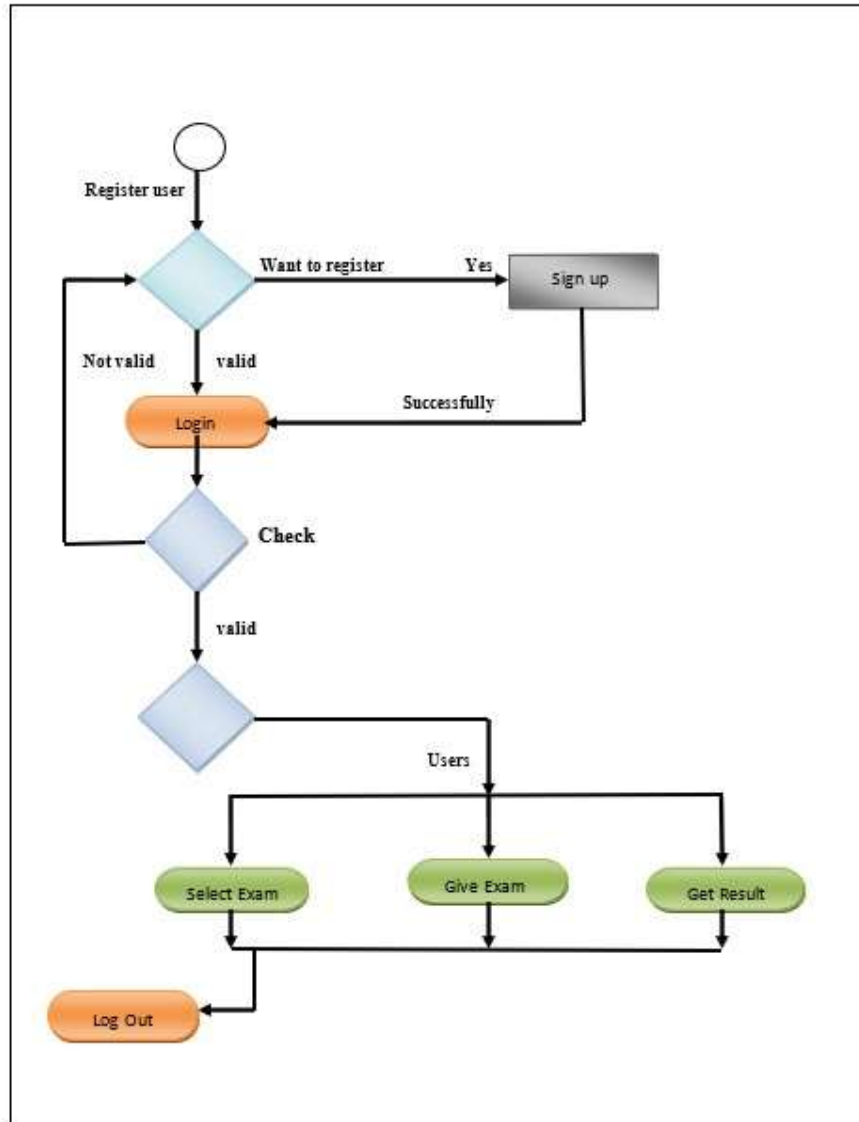 Register user
Want to register Yes
Sign up
Not valid valid
Successfully
Login
Check
valid
Users
Select Exam
Give Exam
Get Result
Log Out